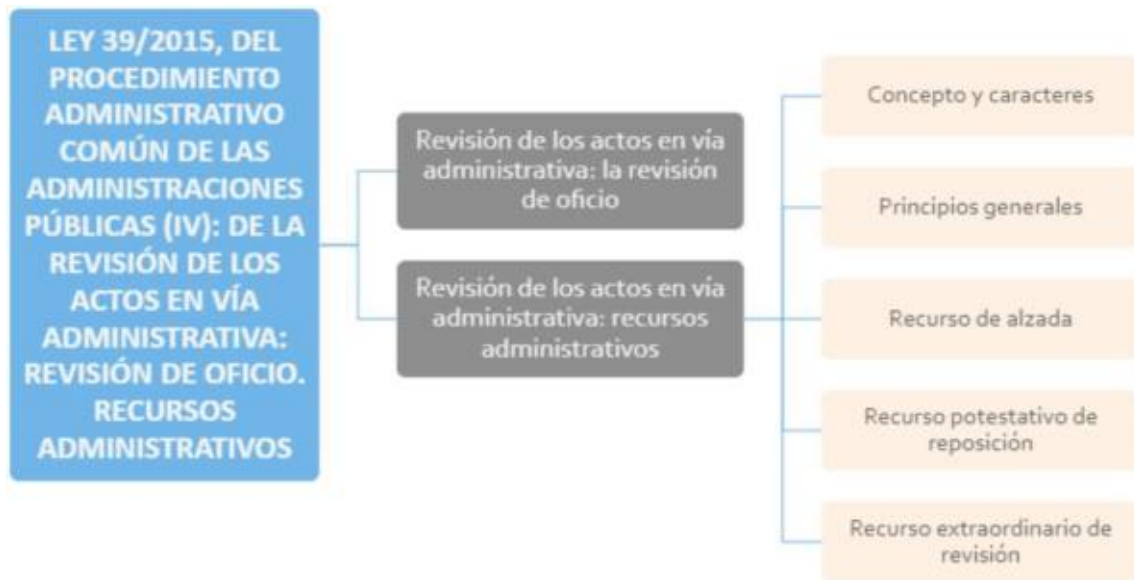 LEY 39/2015, DEL
PROCEDIMIENTO
ADMINISTRATIVO
COMÚN DE LAS
ADMINISTRACIONES
PÚBLICAS (IV): DE LA
REVISIÓN DE LOS
ACTOS EN VÍA
ADMINISTRATIVA:
REVISIÓN DE OFICIO.
RECURSOS
ADMINISTRATIVOS
Revisión de los actos en vía
administrativa: la revisión
de oficio
Revisión de los actos en vía
administrativa: recursos
administrativos
Concepto y caracteres
Principios generales
Recurso de alzada
Recurso potestativo de
reposición
Recurso extraordinario de
revisión